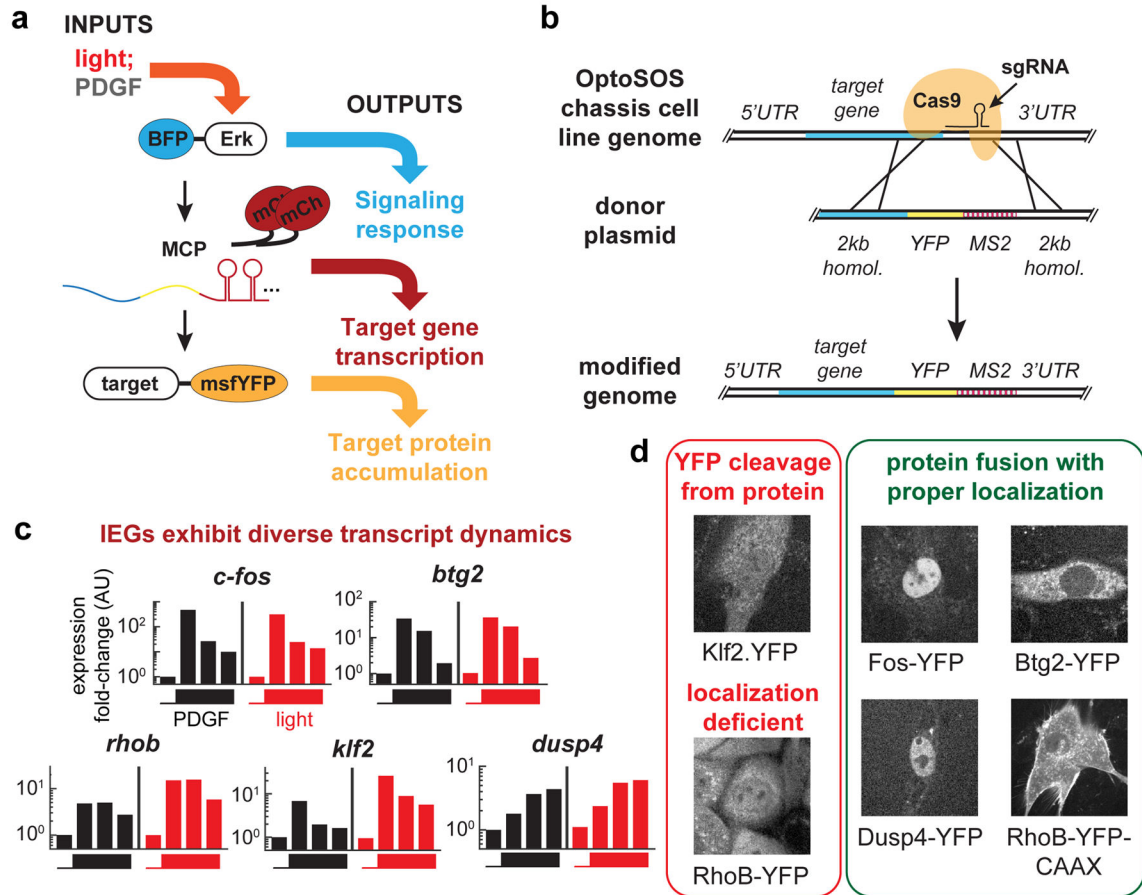 a
INPUTS
light;
PDGF
OUTPUTS
BFP
Erk
Signaling
response
mCh
mCh
MCP
...
Target gene
transcription
target
msfYFP
Target protein
accumulation
b
OptoSOS
chassis cell
line genome
5’UTR
target
gene
Cas9
sgRNA
3’UTR
donor
plasmid
2kb
homol.
YFP
MS2
2kb
homol.
modified
genome
5’UTR
target
gene
YFP
MS2
3’UTR
c
IEGs exhibit diverse transcript dynamics
expression
fold-change (AU)
c-fos
10²
10¹
10⁰
PDGF
light
btg2
10²
10¹
10⁰
rhob
10¹
10⁰
klf2
10¹
10⁰
dusp4
10¹
10⁰
d
YFP cleavage
from protein
Klf2.YFP
localization
deficient
RhoB-YFP
protein fusion with
proper localization
Fos-YFP
Btg2-YFP
Dusp4-YFP
RhoB-YFP-
CAAX